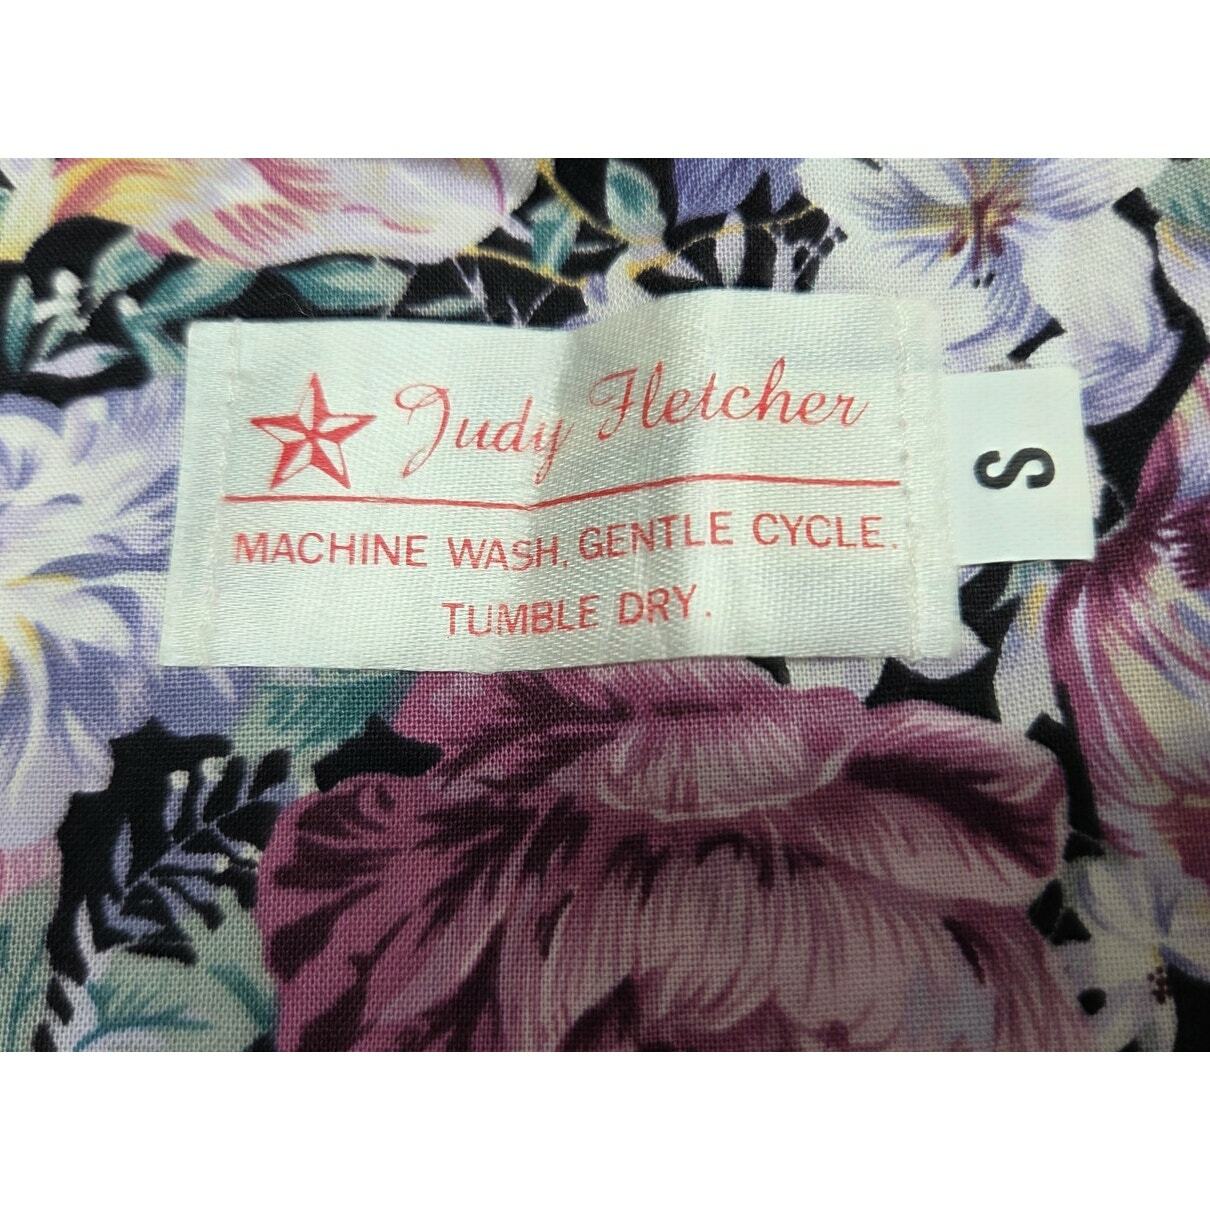 Judy Fletcher
MACHINE WASH, GENTLE CYCLE.
TUMBLE DRY.
S